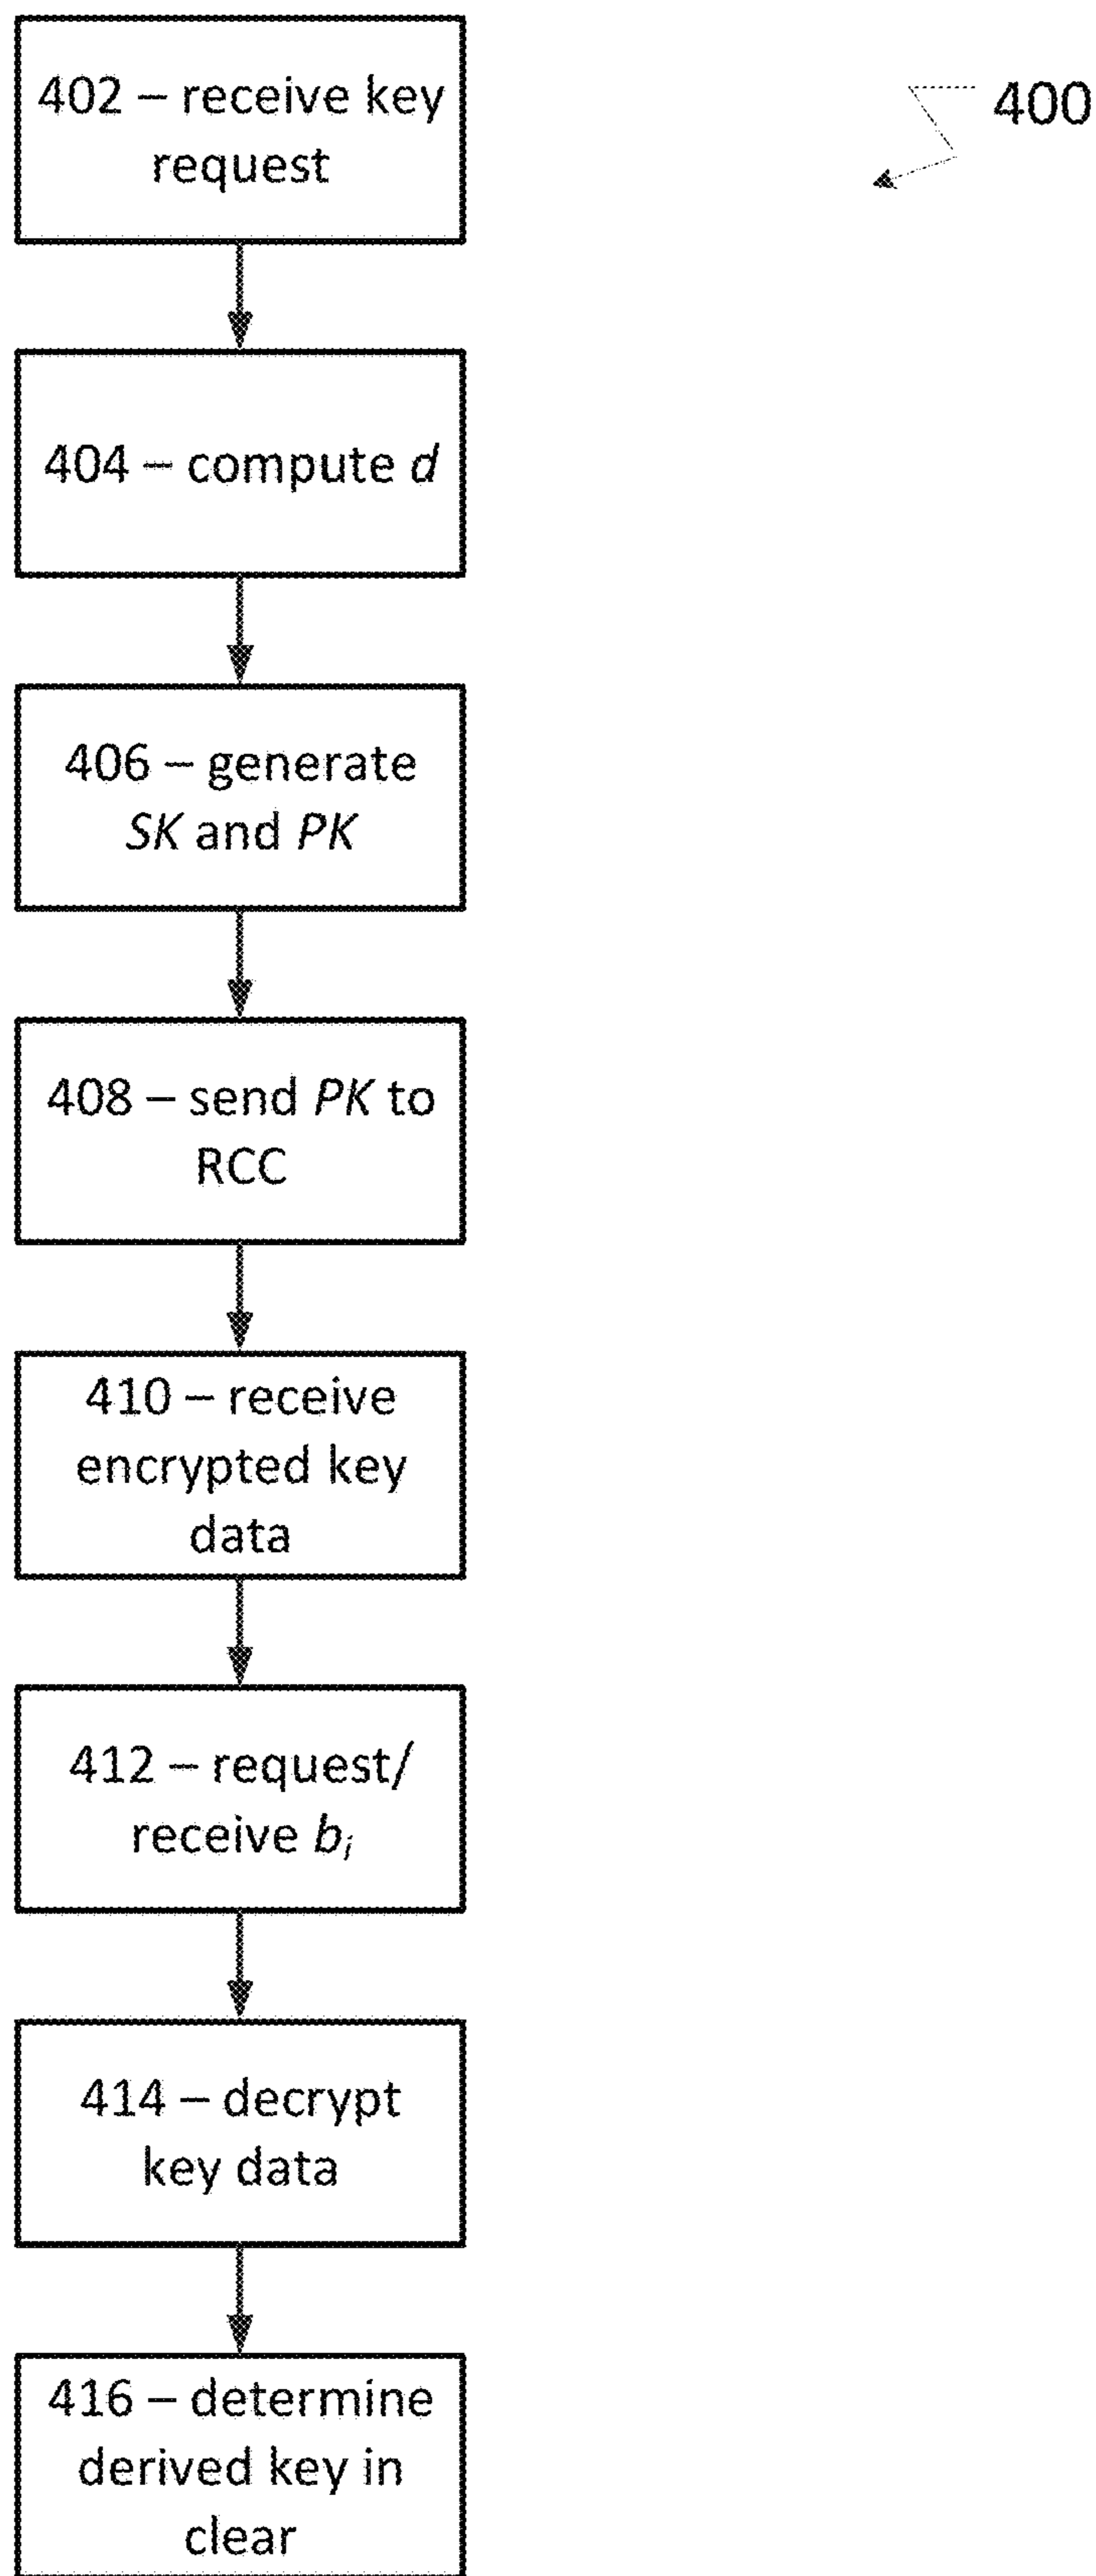 402 – receive key
request
400
404 – compute d
406 – generate
SK and PK
408 – send PK to
RCC
410 – receive
encrypted key
data
412 – request/
receive bᵢ
414 – decrypt
key data
416 – determine
derived key in
clear